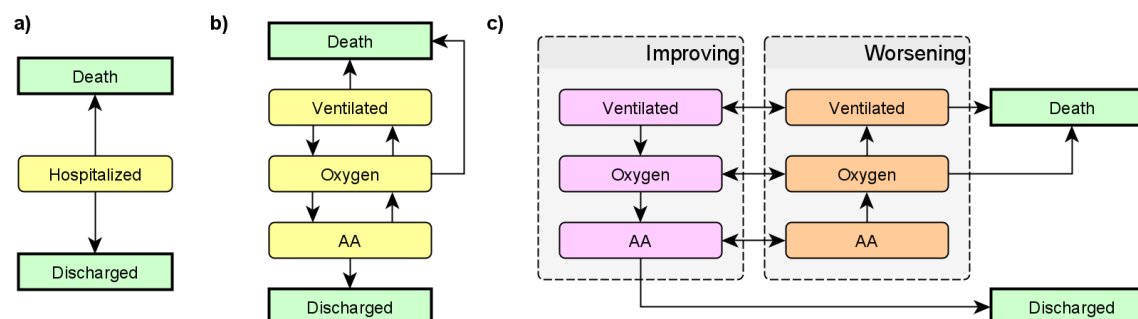 a)
Death
Hospitalized
Discharged
b)
Death
Ventilated
Oxygen
AA
Discharged
c)
Improving
Worsening
Ventilated
Ventilated
Death
Oxygen
Oxygen
AA
AA
Discharged